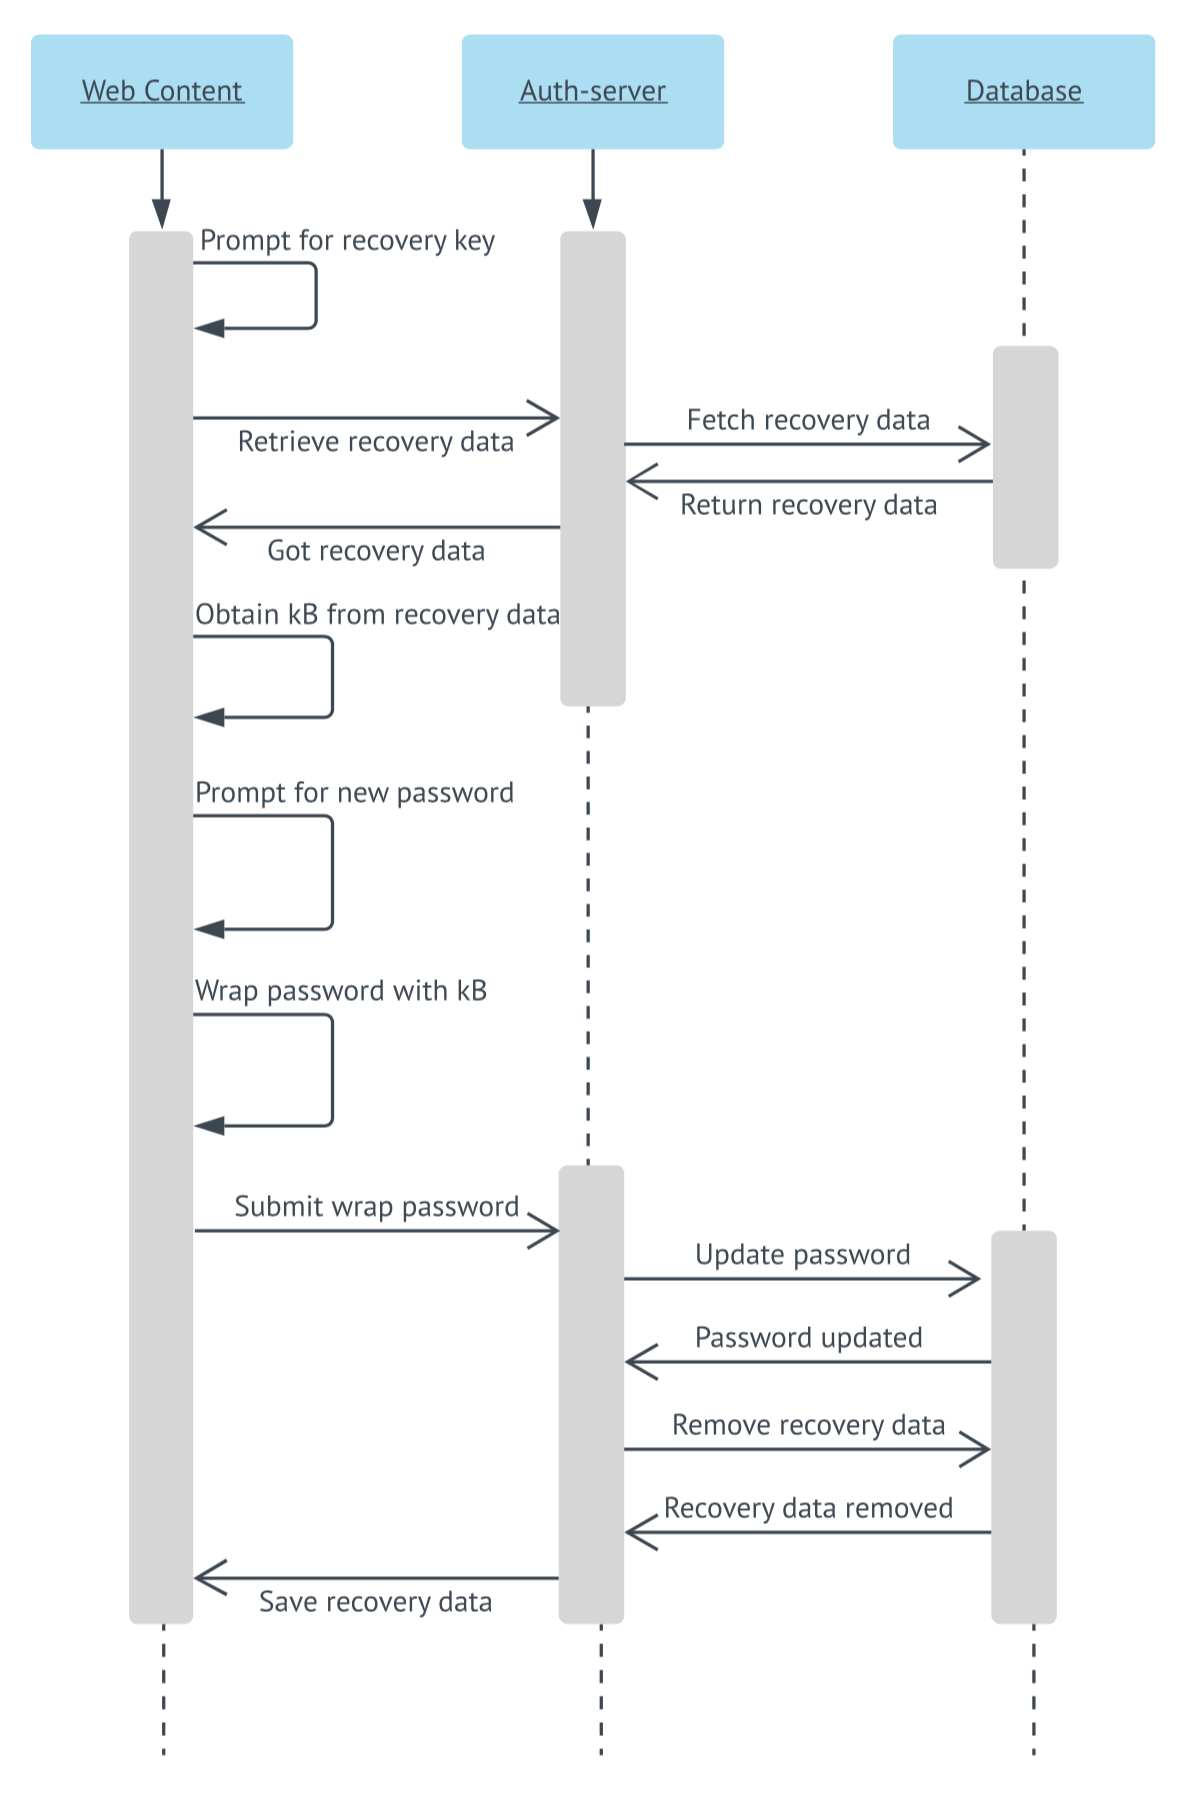 Web Content
Auth-server
Database
Prompt for recovery key
Retrieve recovery data
Fetch recovery data
Return recovery data
Got recovery data
Obtain kB from recovery data
Prompt for new password
Wrap password with kB
Submit wrap password
Update password
Password updated
Remove recovery data
Recovery data removed
Save recovery data